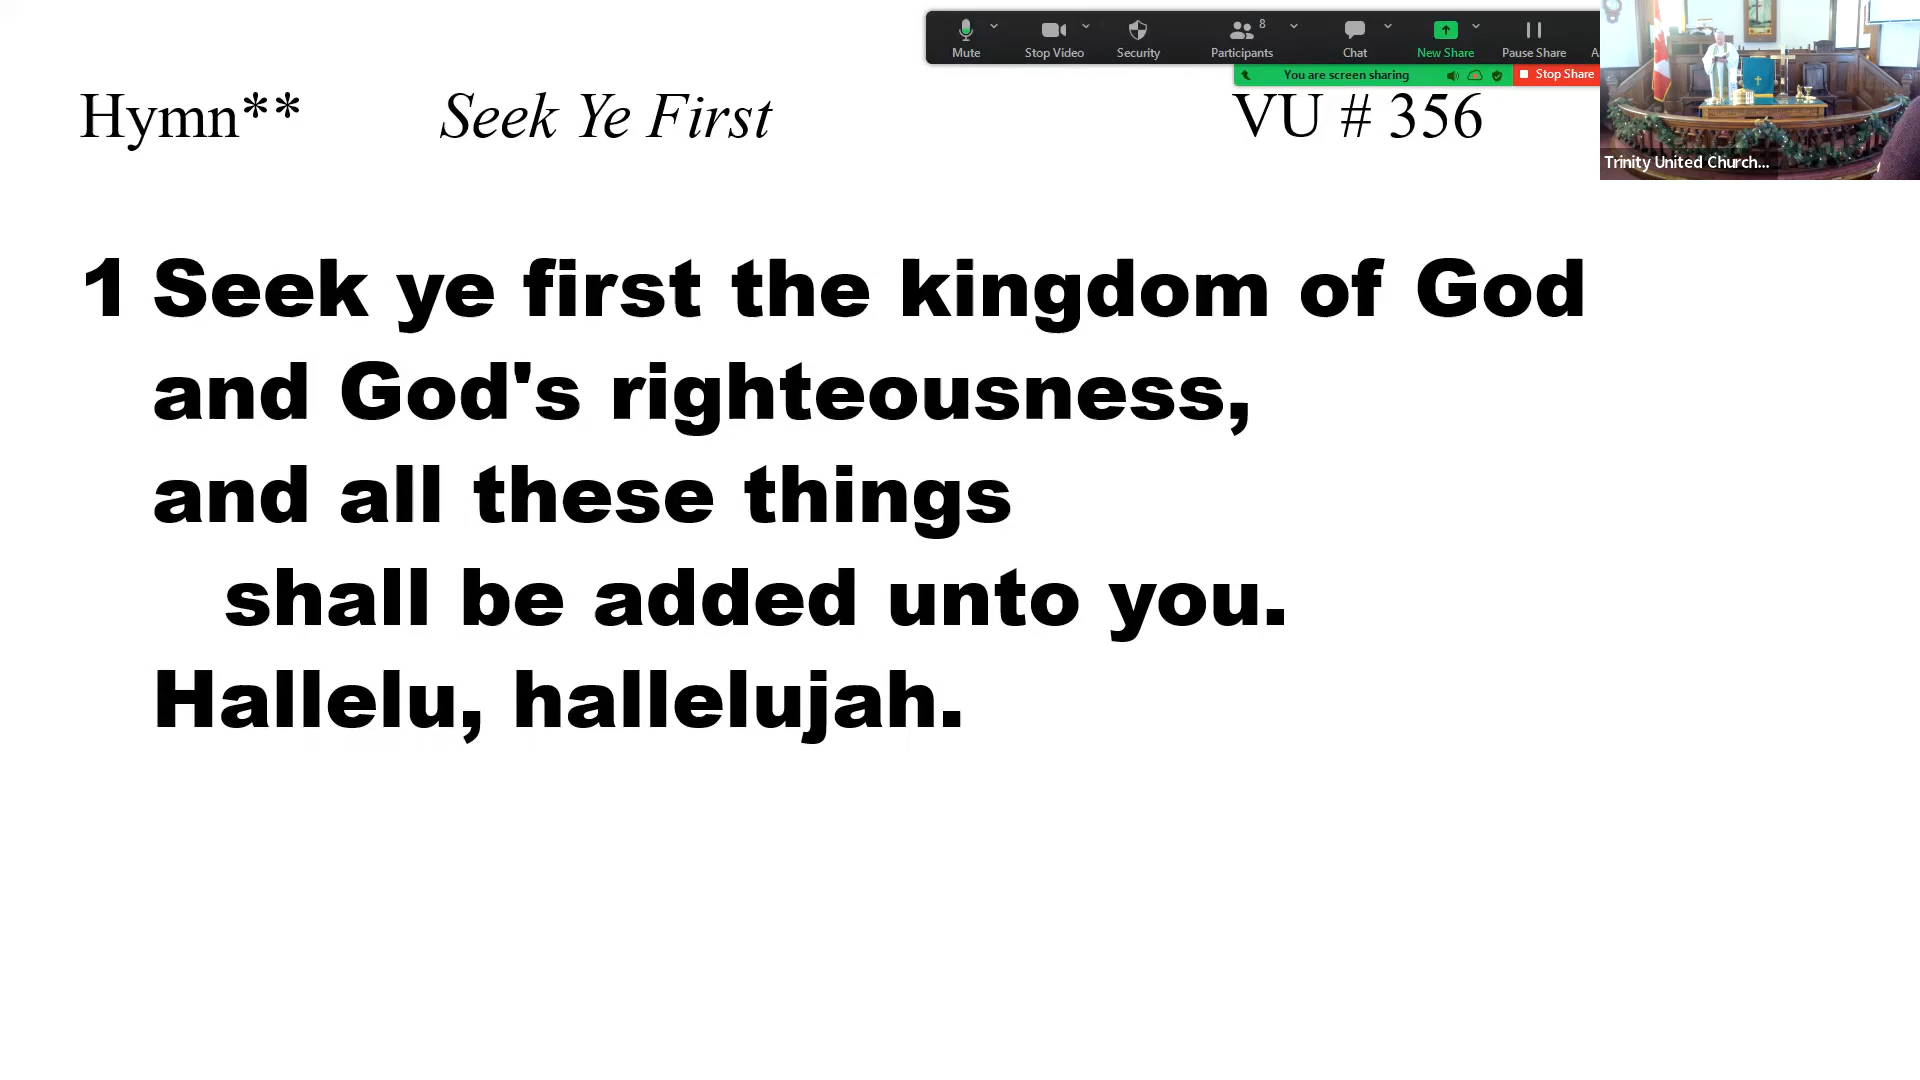 Mute
Stop Video
Security
8
Participants
Chat
New Share
Pause Share
You are screen sharing
Stop Share
Trinity United Church...
Hymn** Seek Ye First VU # 356
1 Seek ye first the kingdom of God
and God's righteousness,
and all these things
shall be added unto you.
Hallelu, hallelujah.